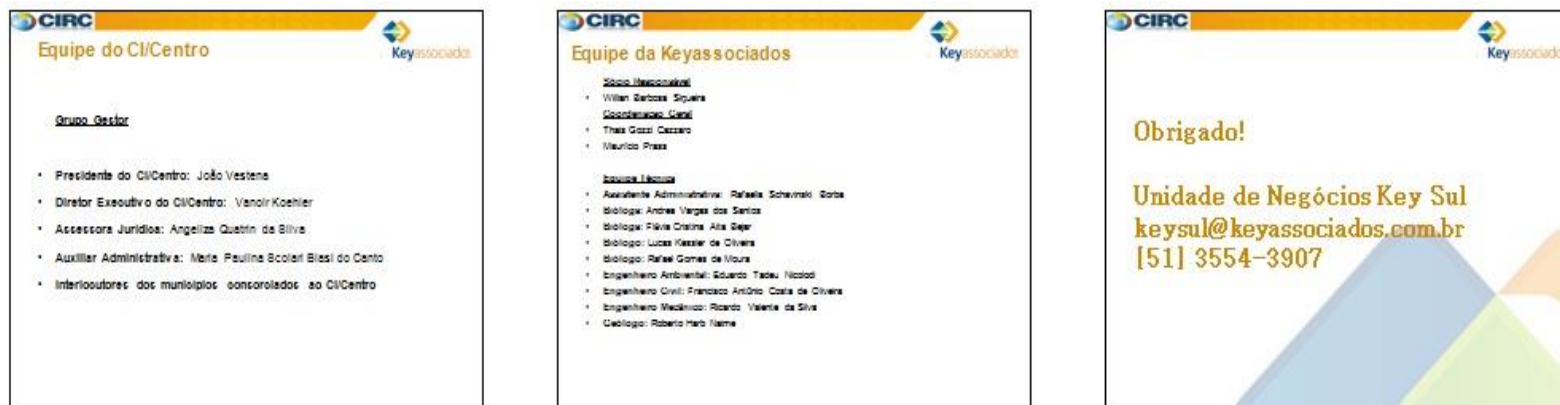 CIRC
Equipe do CI/Centro
Keyassociados
Grupo Gestor
• Presidente do CI/Centro: João Vestena
• Diretor Executivo do CI/Centro: Vanoir Koehler
• Assessora Jurídica: Angeliza Quatrin da Silva
• Auxiliar Administrativa: Maria Paulina Scolari Biasi do Canto
• Interlocutores dos municípios consorciados ao CI/Centro
CIRC
Equipe da Keyassociados
Keyassociados
Sócio Responsável
• Willan Barbosa Siqueira
Coordenação Geral
• Thais Gozzi Cazzaro
• Maurício Prass
Equipe Técnica
• Assistente Administrativa: Rafaela Schavinski Borba
• Bióloga: Andrea Vargas dos Santos
• Bióloga: Flávia Cristina Alta Bejar
• Biólogo: Lucas Kessler de Oliveira
• Biólogo: Rafael Gomes de Moura
• Engenheiro Ambiental: Eduardo Tadeu Nicolodi
• Engenheiro Civil: Francisco Antônio Costa de Oliveira
• Engenheiro Mecânico: Ricardo Valente da Silva
• Geólogo: Roberto Harb Naime
CIRC
Keyassociados
Obrigado!
Unidade de Negócios Key Sul
keysul@keyassociados.com.br
[51] 3554-3907